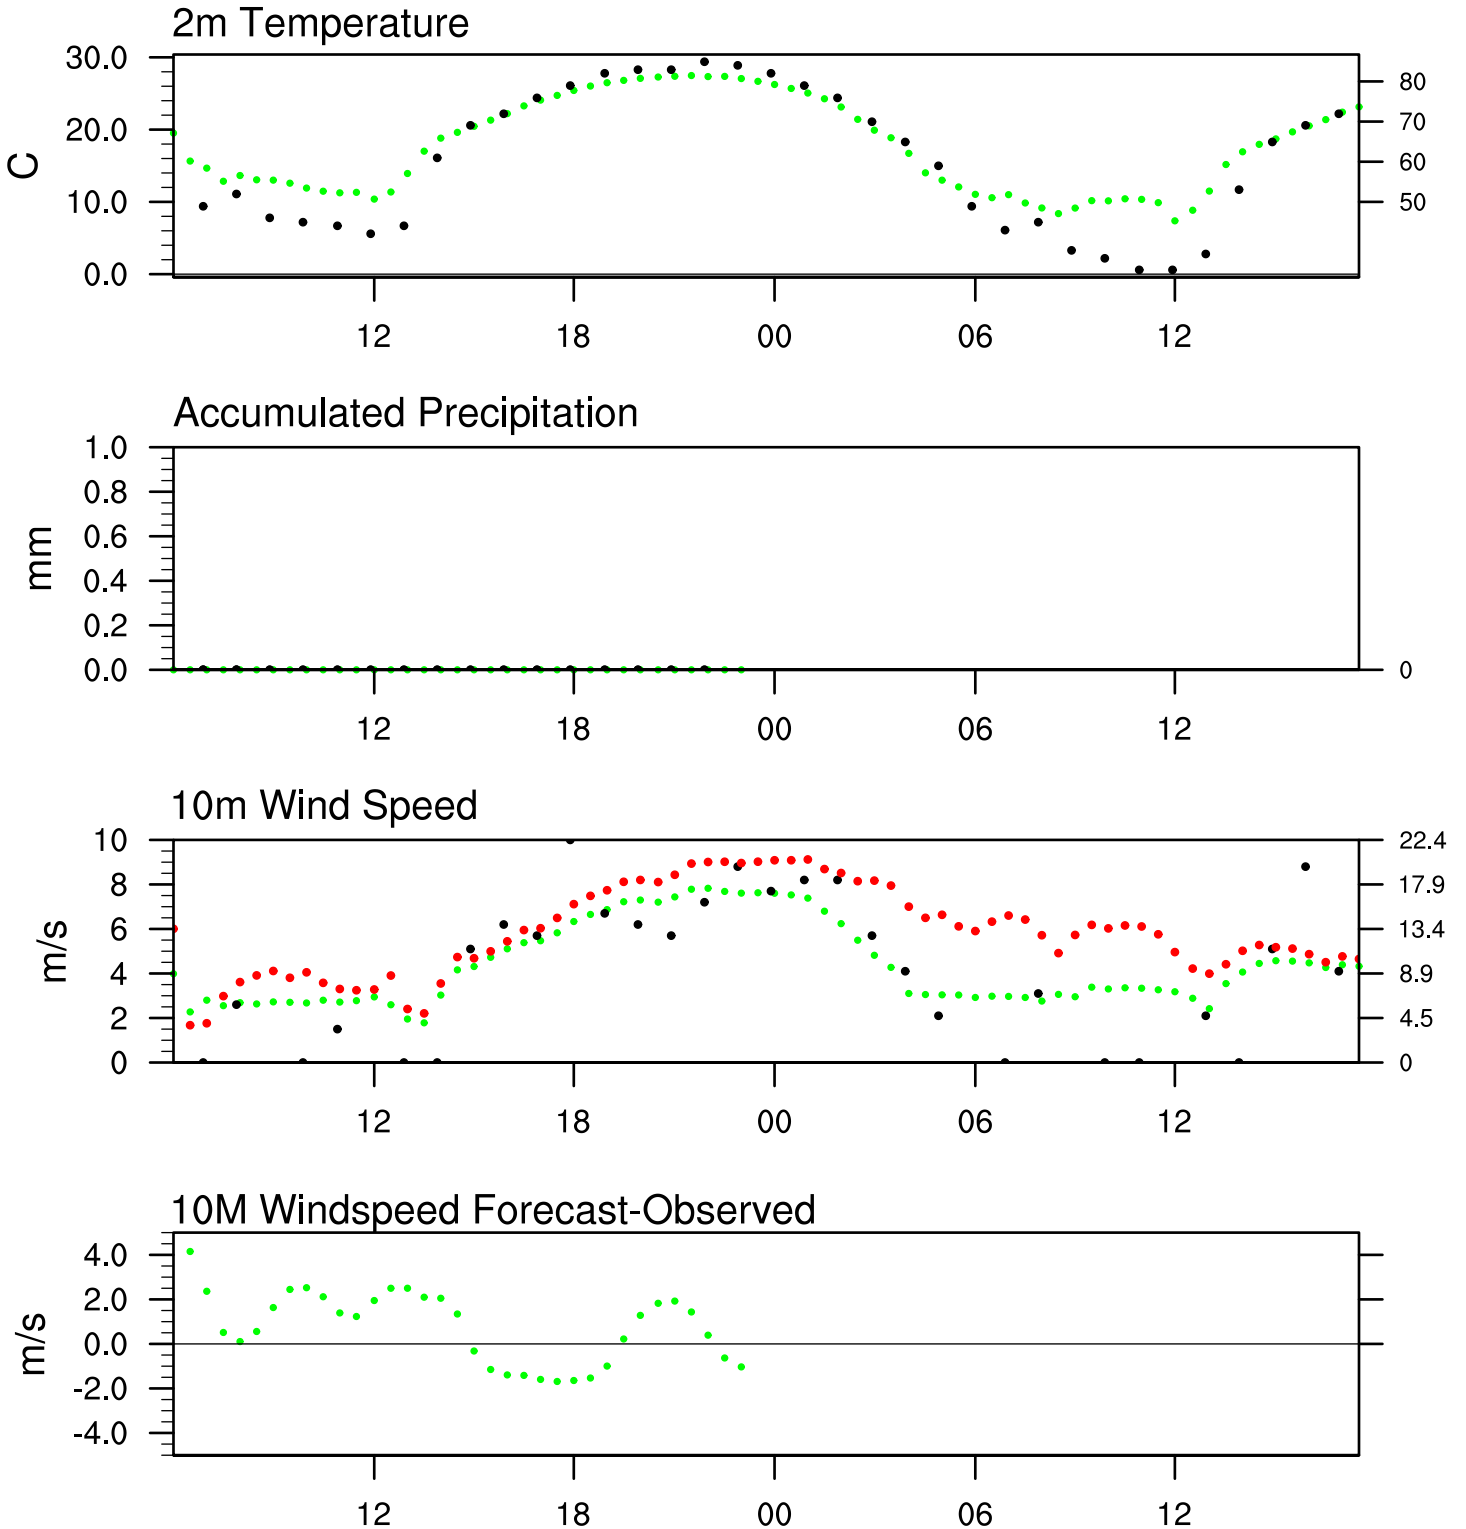 2m Temperature
30.0
20.0
10.0
0.0
C
80
70
60
50
12 18 00 06 12
Accumulated Precipitation
1.0
0.8
0.6
0.4
0.2
0.0
mm
0
12 18 00 06 12
10m Wind Speed
10
8
6
4
2
0
m/s
22.4
17.9
13.4
8.9
4.5
0
12 18 00 06 12
10M Windspeed Forecast-Observed
4.0
2.0
0.0
-2.0
-4.0
m/s
12 18 00 06 12